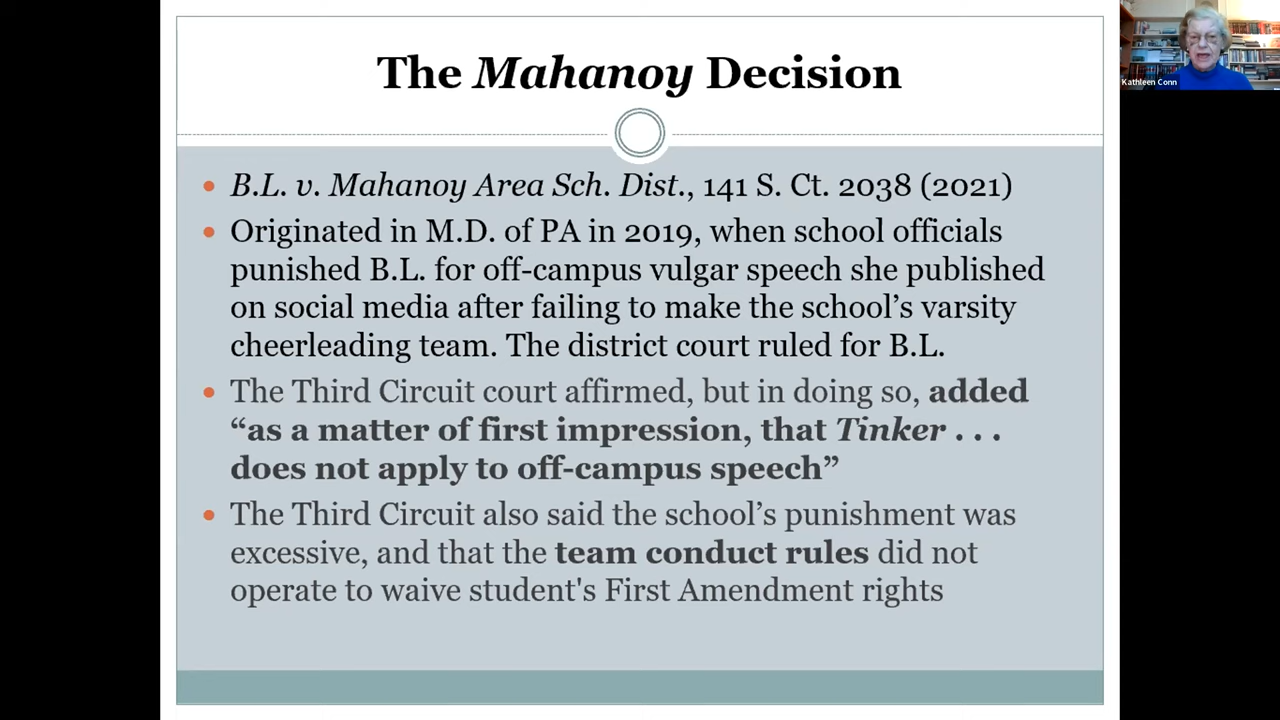 The Mahanoy Decision
Kathleen Conn
• B.L. v. Mahanoy Area Sch. Dist., 141 S. Ct. 2038 (2021)
• Originated in M.D. of PA in 2019, when school officials
punished B.L. for off-campus vulgar speech she published
on social media after failing to make the school’s varsity
cheerleading team. The district court ruled for B.L.
• The Third Circuit court affirmed, but in doing so, added
“as a matter of first impression, that Tinker . . .
does not apply to off-campus speech”
• The Third Circuit also said the school’s punishment was
excessive, and that the team conduct rules did not
operate to waive student's First Amendment rights